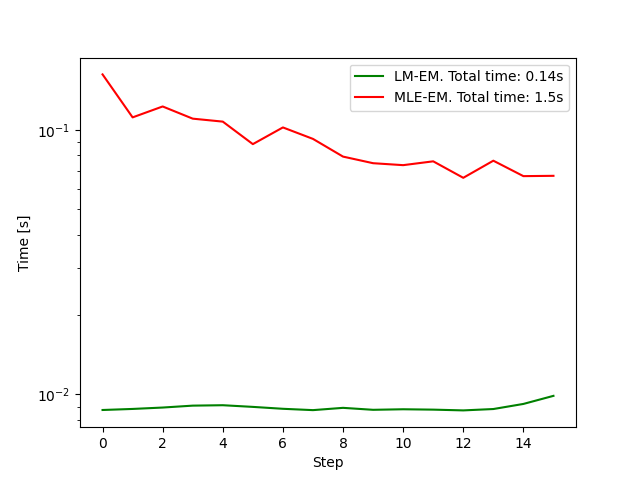 LM-EM. Total time: 0.14s
MLE-EM. Total time: 1.5s
10⁻¹
10⁻²
Time [s]
0 2 4 6 8 10 12 14
Step